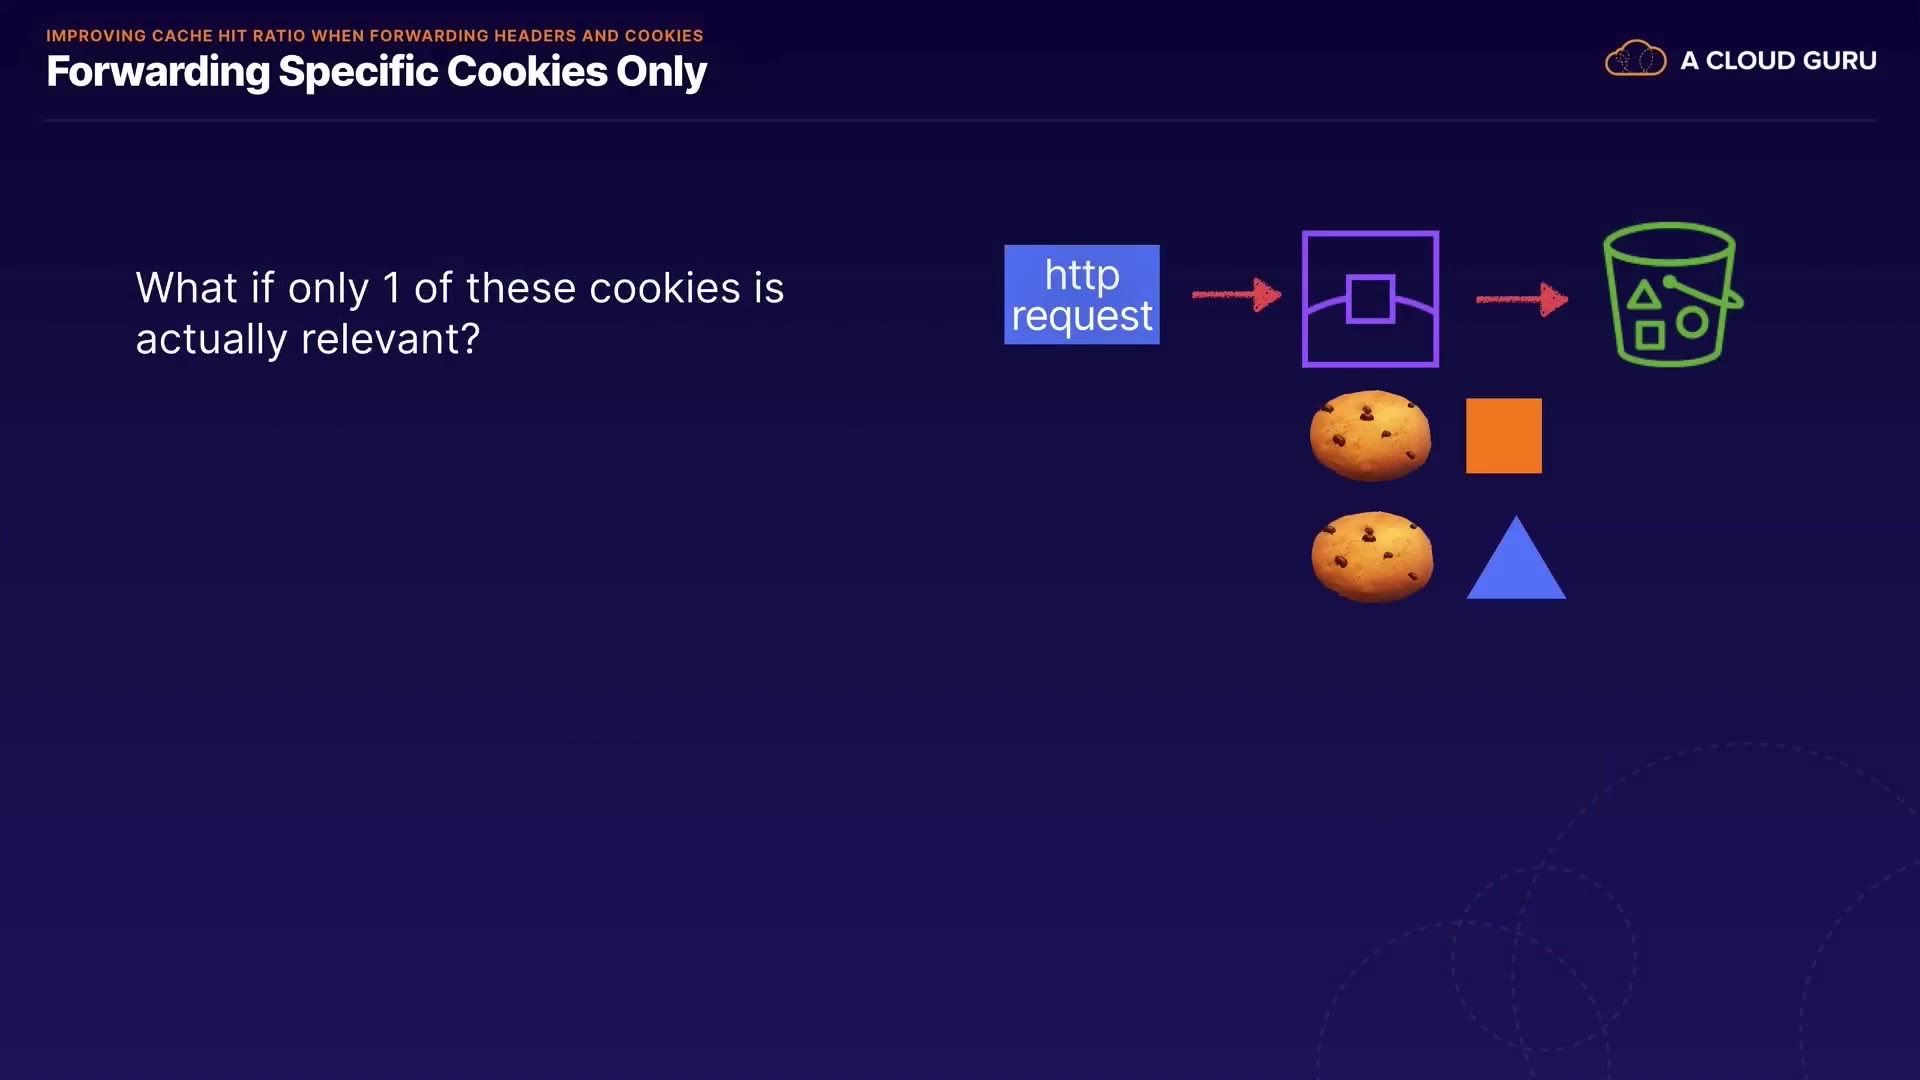 IMPROVING CACHE HIT RATIO WHEN FORWARDING HEADERS AND COOKIES
Forwarding Specific Cookies Only
A CLOUD GURU
What if only 1 of these cookies is
actually relevant?
http
request